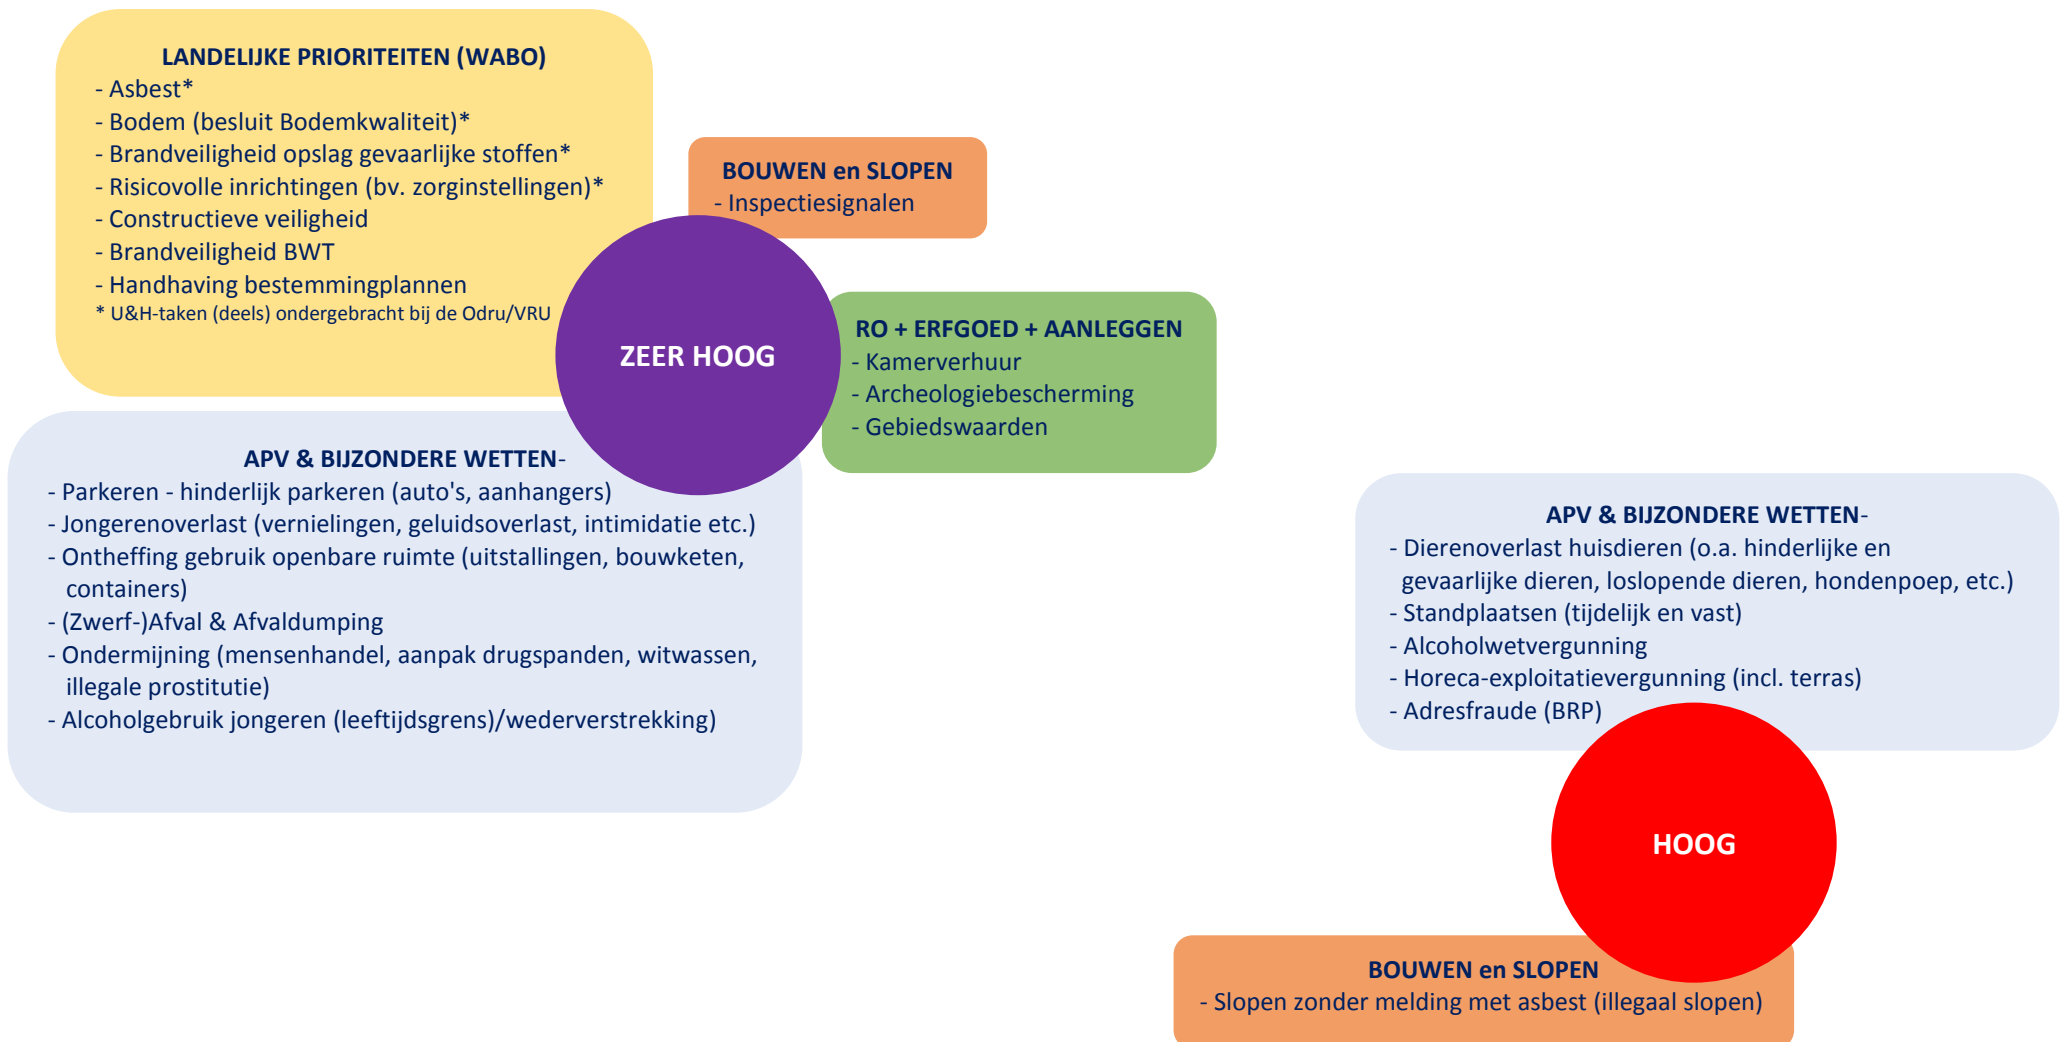 LANDELIJKE PRIORITEITEN (WABO)
- Asbest*
- Bodem (besluit Bodemkwaliteit)*
- Brandveiligheid opslag gevaarlijke stoffen*
- Risicovolle inrichtingen (bv. zorginstellingen)*
- Constructieve veiligheid
- Brandveiligheid BWT
- Handhaving bestemmingplannen
* U&H-taken (deels) ondergebracht bij de Odru/VRU
BOUWEN en SLOPEN
- Inspectiesignalen
ZEER HOOG
RO + ERFGOED + AANLEGGEN
- Kamerverhuur
- Archeologiebescherming
- Gebiedswaarden
APV & BIJZONDERE WETTEN-
- Parkeren - hinderlijk parkeren (auto's, aanhangers)
- Jongerenoverlast (vernielingen, geluidsoverlast, intimidatie etc.)
- Ontheffing gebruik openbare ruimte (uitstallingen, bouwketen,
containers)
- (Zwerf-)Afval & Afvaldumping
- Ondermijning (mensenhandel, aanpak drugspanden, witwassen,
illegale prostitutie)
- Alcoholgebruik jongeren (leeftijdsgrens)/wederverstrekking)
APV & BIJZONDERE WETTEN-
- Dierenoverlast huisdieren (o.a. hinderlijke en
gevaarlijke dieren, loslopende dieren, hondenpoep, etc.)
- Standplaatsen (tijdelijk en vast)
- Alcoholwetvergunning
- Horeca-exploitatievergunning (incl. terras)
- Adresfraude (BRP)
HOOG
BOUWEN en SLOPEN
- Slopen zonder melding met asbest (illegaal slopen)